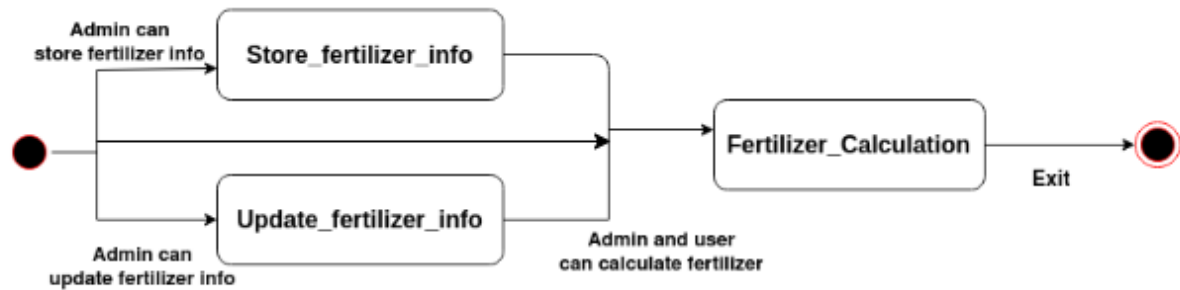 Admin can
store fertilizer info
Store_fertilizer_info
Fertilizer_Calculation
Exit
Update_fertilizer_info
Admin can
update fertilizer info
Admin and user
can calculate fertilizer